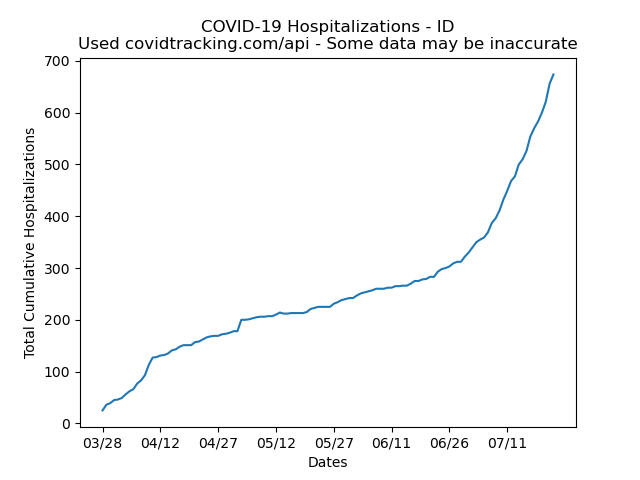 COVID-19 Hospitalizations - ID
Used covidtracking.com/api - Some data may be inaccurate
Total Cumulative Hospitalizations
700
600
500
400
300
200
100
0
03/28 04/12 04/27 05/12 05/27 06/11 06/26 07/11
Dates